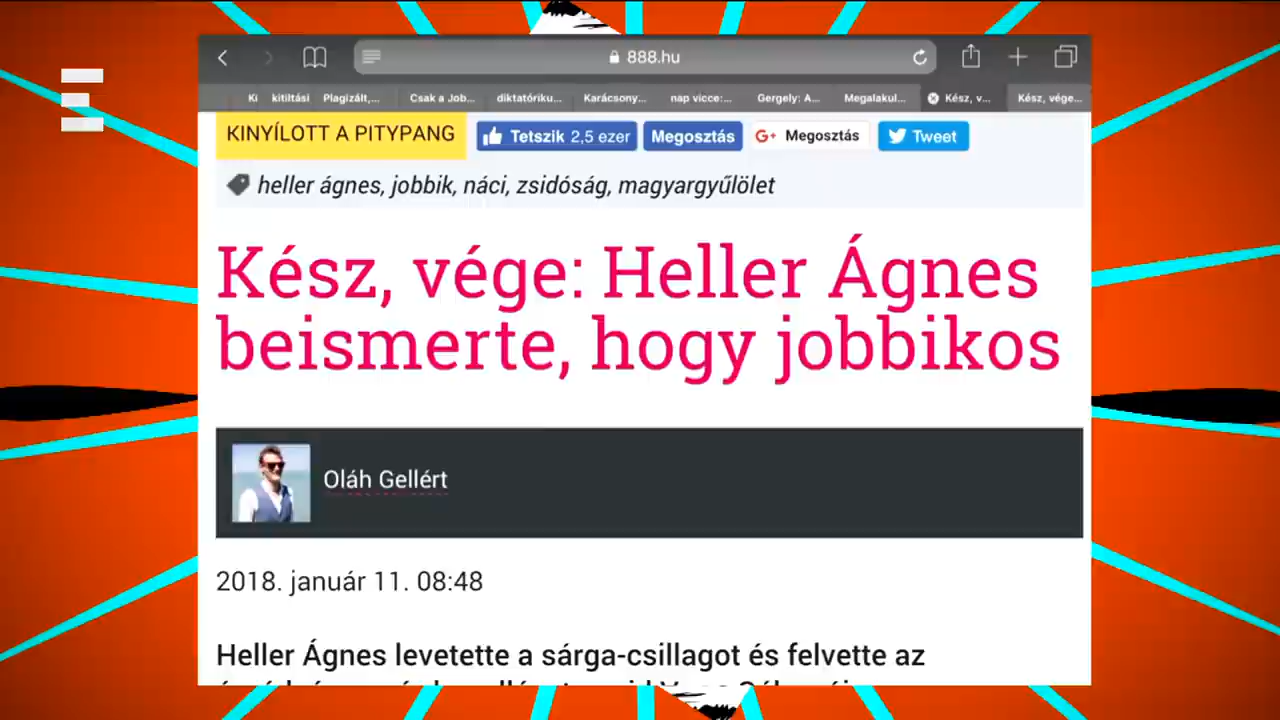 888.hu
Ki kitiltási Plagizált,... Csak a Job... diktatóriku... Karácsony... nap vicce:... Gergely: A... Megalakul... Kész, v... Kész, vége...
KINYÍLOTT A PITYPANG Tetszik 2,5 ezer Megosztás G+ Megosztás Tweet
heller ágnes, jobbik, náci, zsidóság, magyargyűlölet
Kész, vége: Heller Ágnes
beismerte, hogy jobbikos
Oláh Gellért
2018. január 11. 08:48
Heller Ágnes levetette a sárga-csillagot és felvette az